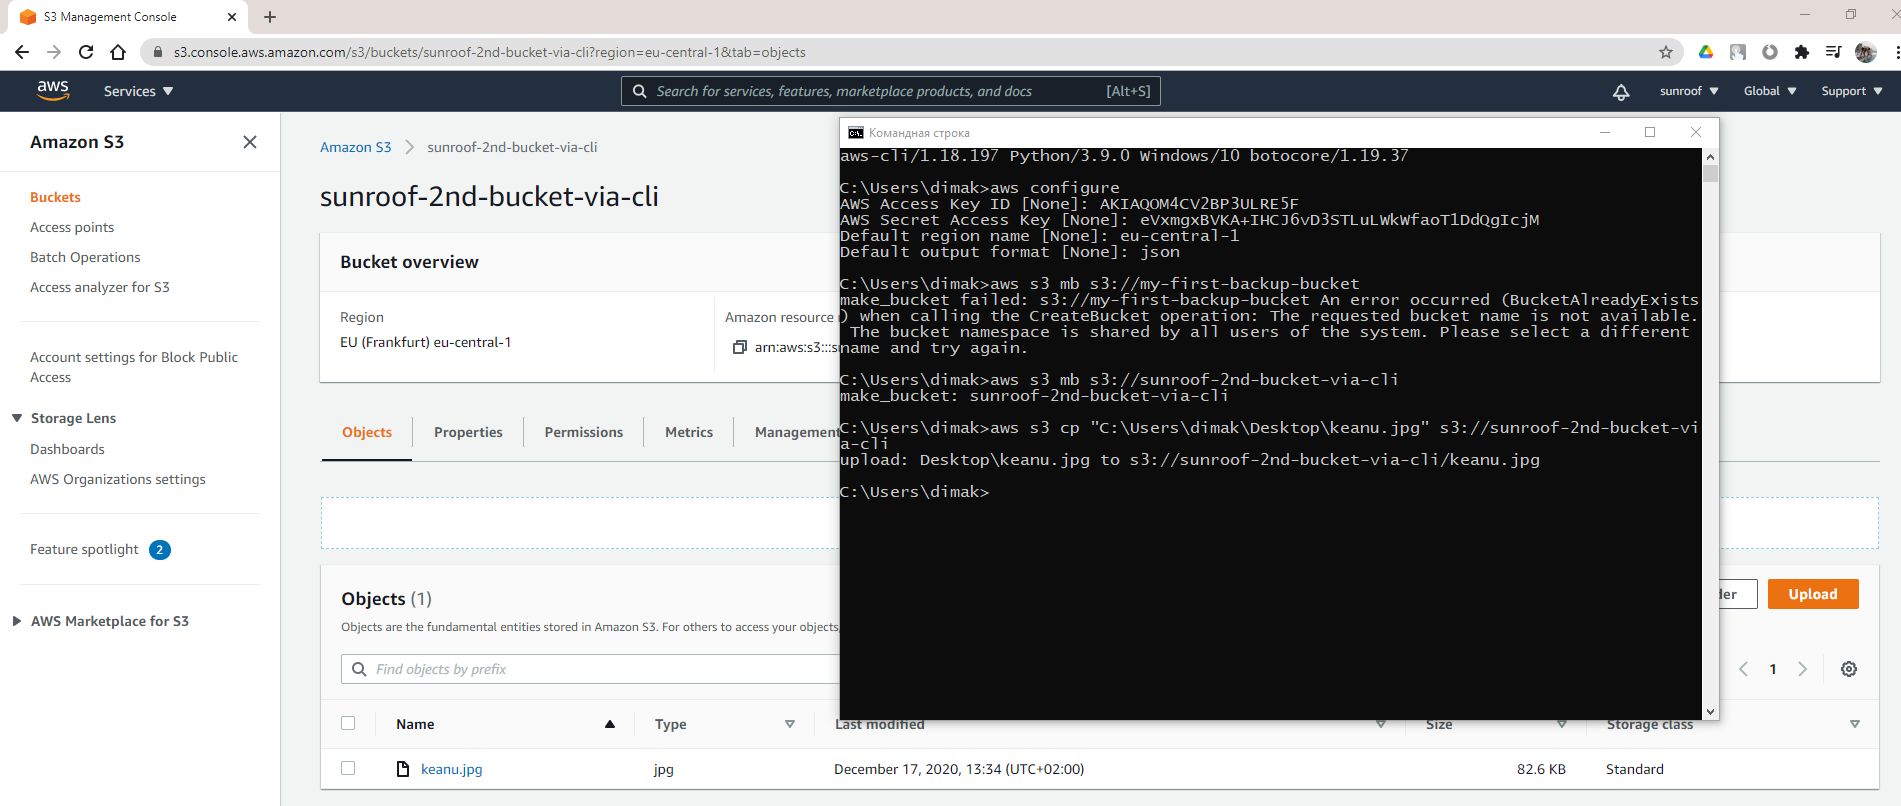 S3 Management Console
s3.console.aws.amazon.com/s3/buckets/sunroof-2nd-bucket-via-cli?region=eu-central-1&tab=objects
aws
Services
Search for services, features, marketplace products, and docs [Alt+S]
sunroof
Global
Support
Amazon S3
Buckets
Access points
Batch Operations
Access analyzer for S3
Account settings for Block Public
Access
Storage Lens
Dashboards
AWS Organizations settings
Feature spotlight 2
AWS Marketplace for S3
Amazon S3 > sunroof-2nd-bucket-via-cli
sunroof-2nd-bucket-via-cli
Bucket overview
Region
EU (Frankfurt) eu-central-1
Amazon resource
arn:aws:s3:::
Objects
Properties
Permissions
Metrics
Management
Командная строка
aws-cli/1.18.197 Python/3.9.0 Windows/10 botocore/1.19.37
C:\Users\dimak>aws configure
AWS Access Key ID [None]: AKIAQOM4CV2BP3ULRE5F
AWS Secret Access Key [None]: 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
Default region name [None]: eu-central-1
Default output format [None]: json
C:\Users\dimak>aws s3 mb s3://my-first-backup-bucket
make_bucket failed: s3://my-first-backup-bucket An error occurred (BucketAlreadyExists
) when calling the CreateBucket operation: The requested bucket name is not available.
The bucket namespace is shared by all users of the system. Please select a different
name and try again.
C:\Users\dimak>aws s3 mb s3://sunroof-2nd-bucket-via-cli
make_bucket: sunroof-2nd-bucket-via-cli
C:\Users\dimak>aws s3 cp "C:\Users\dimak\Desktop\keanu.jpg" s3://sunroof-2nd-bucket-vi
a-cli
upload: Desktop\keanu.jpg to s3://sunroof-2nd-bucket-via-cli/keanu.jpg
C:\Users\dimak>
Objects (1)
Objects are the fundamental entities stored in Amazon S3. For others to access your objects,
Upload
Find objects by prefix
1
Name
Type
Last modified
Size
Storage class
keanu.jpg
jpg
December 17, 2020, 13:34 (UTC+02:00)
82.6 KB
Standard